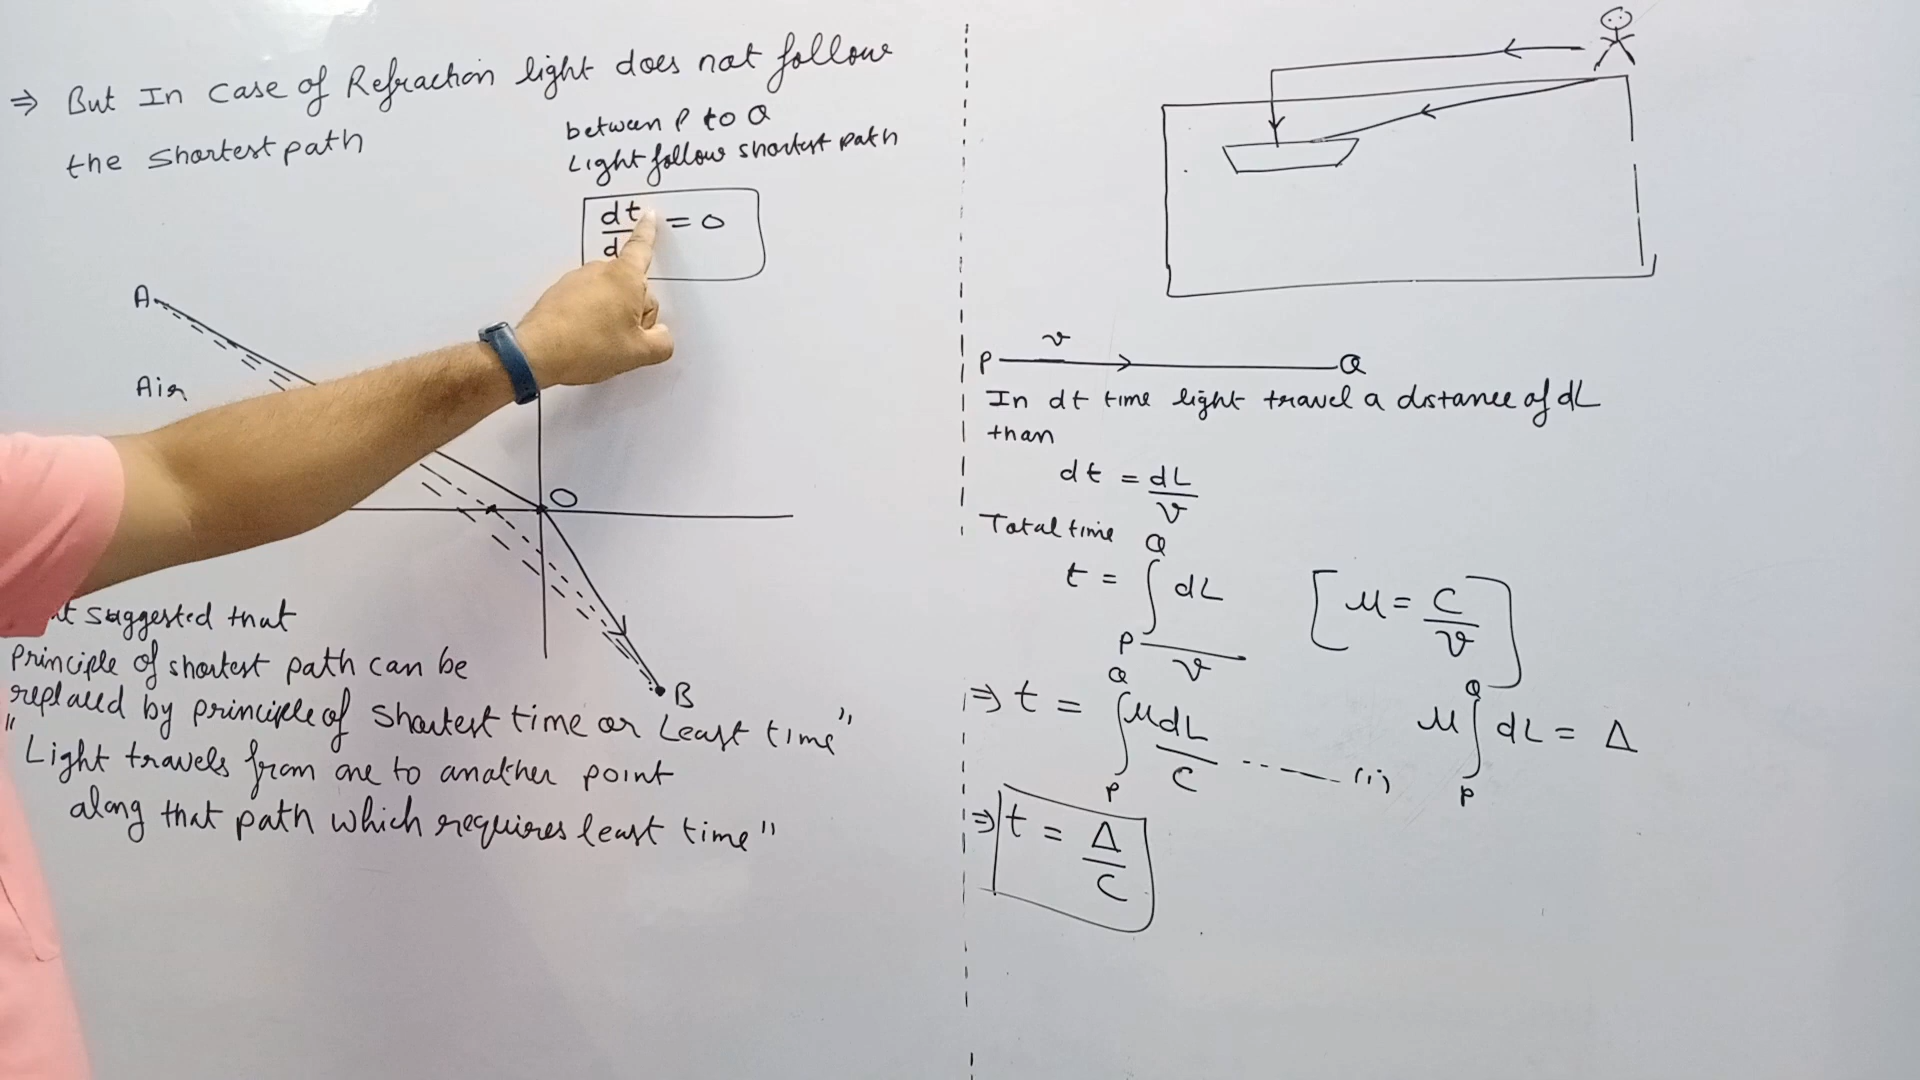 ⇒ But In case of Refraction light does not follow
the shortest path
between P to Q
Light follow shortest path
dt
d = 0
A
Air
O
B
t suggested that
principle of shortest path can be
replaced by principle of shortest time or Least time"
"Light travels from one to another point
along that path which requires least time"
P v Q
In dt time light travel a distance of dL
than
dt = dL/v
Total time
t = ∫_P^Q dL / v [μ = c/v]
⇒ t = ∫_P^Q μdL/c ------(i) μ∫_P^Q dL = Δ
⇒ t = Δ/c